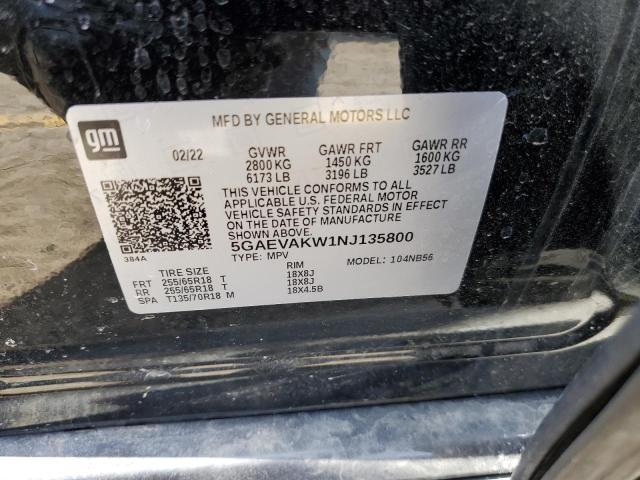 gm
MFD BY GENERAL MOTORS LLC
02/22 GVWR GAWR FRT GAWR RR
2800 KG 1450 KG 1600 KG
6173 LB 3196 LB 3527 LB
THIS VEHICLE CONFORMS TO ALL
APPLICABLE U.S. FEDERAL MOTOR
VEHICLE SAFETY STANDARDS IN EFFECT
ON THE DATE OF MANUFACTURE
SHOWN ABOVE.
384A
5GAEVAKW1NJ135800
TYPE: MPV MODEL: 104NB56
TIRE SIZE RIM
FRT 255/65R18 T 18X8J
RR 255/65R18 T 18X8J
SPA T135/70R18 M 18X4.5B